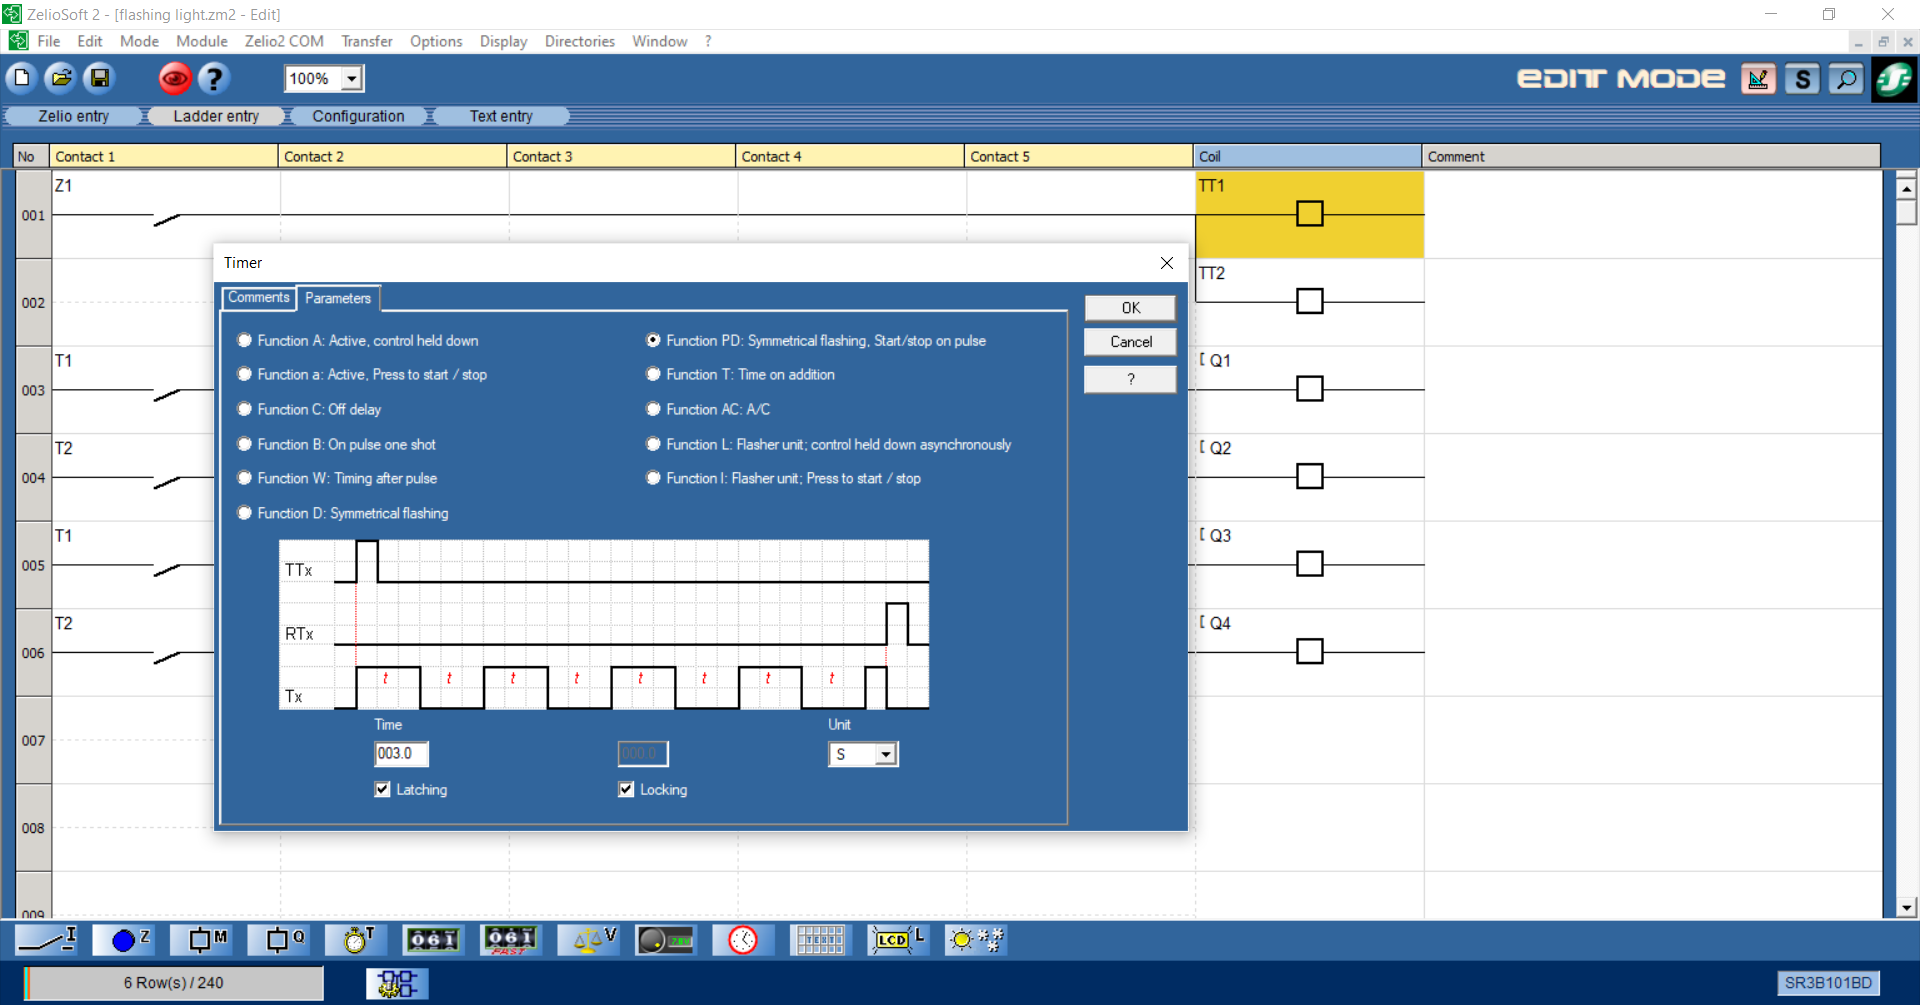 ZelioSoft 2 - [flashing light.zm2 - Edit]
File Edit Mode Module Zelio2 COM Transfer Options Display Directories Window ?
100%
EDIT MODE
S
Zelio entry Ladder entry Configuration Text entry
No Contact 1 Contact 2 Contact 3 Contact 4 Contact 5 Coil Comment
Z1 TT1
001
Timer
TT2
002
Comments Parameters
OK
Cancel
?
Function A: Active, control held down
Function a: Active, Press to start / stop
Function C: Off delay
Function B: On pulse one shot
Function W: Timing after pulse
Function D: Symmetrical flashing
Function PD: Symmetrical flashing, Start/stop on pulse
Function T: Time on addition
Function AC: A/C
Function L: Flasher unit; control held down asynchronously
Function I: Flasher unit; Press to start / stop
TTx
RTx
Tx
t t t t t t t t
Time Unit
003.0 000.0 S
Latching Locking
T1 [ Q1
003
T2 [ Q2
004
T1 [ Q3
005
T2 [ Q4
006
007
008
009
I Z M Q T 061 061 FAST V TEXT LCD L
6 Row(s) / 240
SR3B101BD